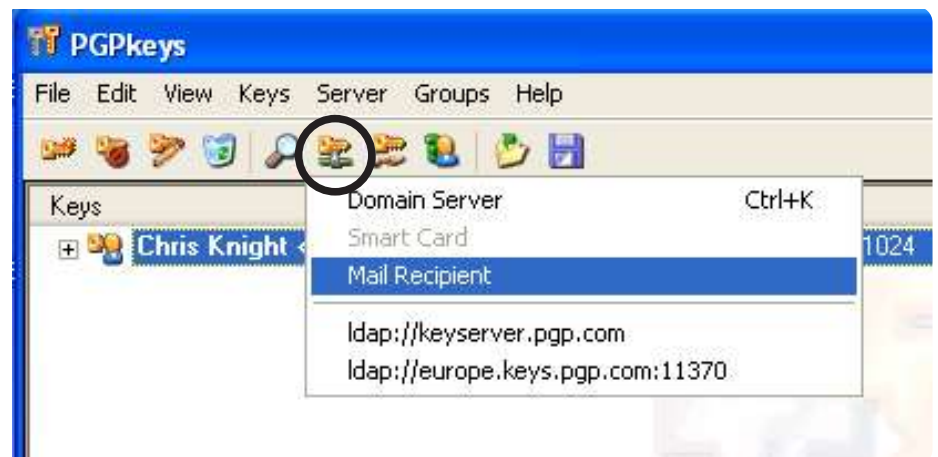 PGPkeys
File Edit View Keys Server Groups Help
Keys
Domain Server Ctrl+K
Smart Card
Chris Knight < 1024
Mail Recipient
ldap://keyserver.pgp.com
ldap://europe.keys.pgp.com:11370